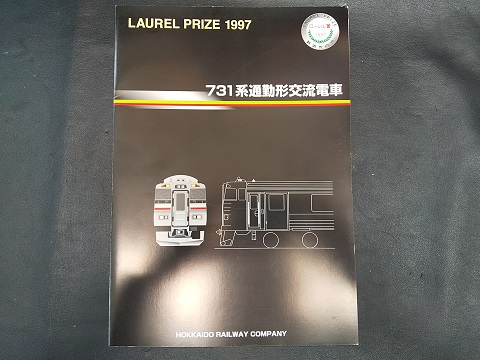 LAUREL PRIZE 1997
731系通勤形交流電車
HOKKAIDO RAILWAY COMPANY